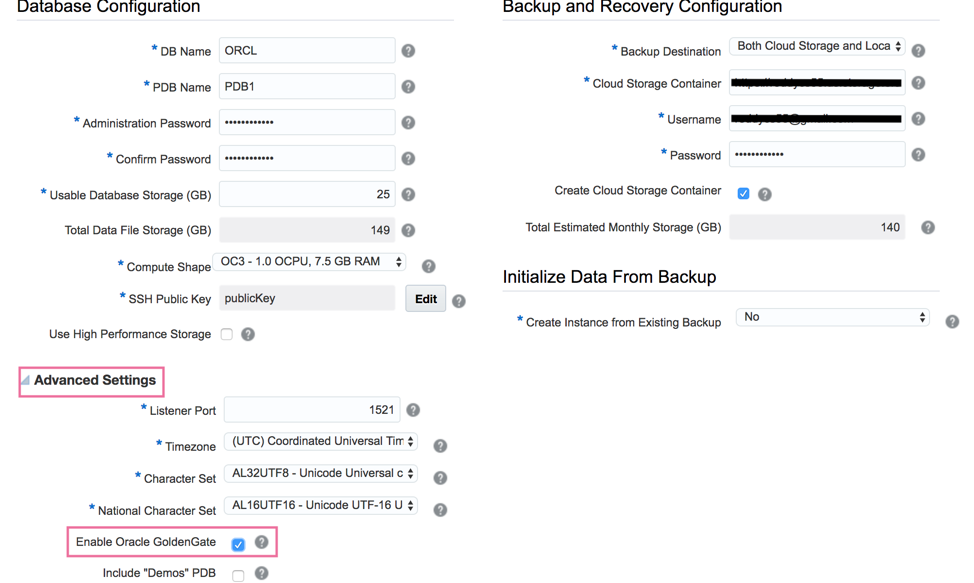 Database Configuration
* DB Name ORCL ?
* PDB Name PDB1 ?
* Administration Password •••••••••••• ?
* Confirm Password •••••••••••• ?
* Usable Database Storage (GB) 25 ?
Total Data File Storage (GB) 149 ?
* Compute Shape OC3 - 1.0 OCPU, 7.5 GB RAM ?
* SSH Public Key publicKey Edit ?
Use High Performance Storage ?
Advanced Settings
* Listener Port 1521 ?
* Timezone (UTC) Coordinated Universal Tim ?
* Character Set AL32UTF8 - Unicode Universal c ?
* National Character Set AL16UTF16 - Unicode UTF-16 U ?
Enable Oracle GoldenGate ?
Include "Demos" PDB ?
Backup and Recovery Configuration
* Backup Destination Both Cloud Storage and Loca ?
* Cloud Storage Container ?
* Username ?
* Password •••••••••••• ?
Create Cloud Storage Container ?
Total Estimated Monthly Storage (GB) 140 ?
Initialize Data From Backup
* Create Instance from Existing Backup No ?